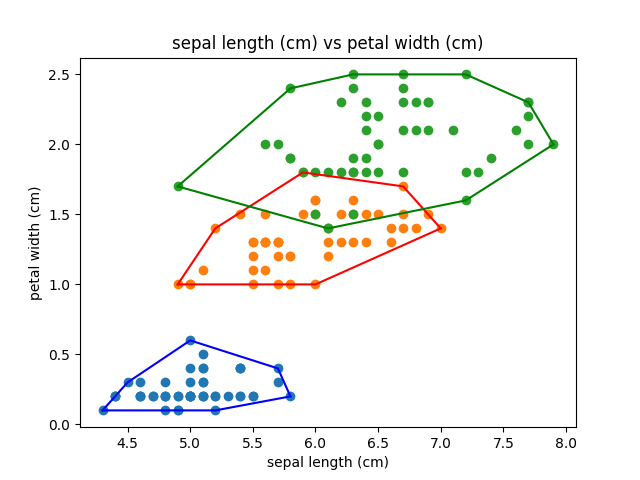 sepal length (cm) vs petal width (cm)
2.5
2.0
1.5
1.0
0.5
0.0
petal width (cm)
4.5 5.0 5.5 6.0 6.5 7.0 7.5 8.0
sepal length (cm)